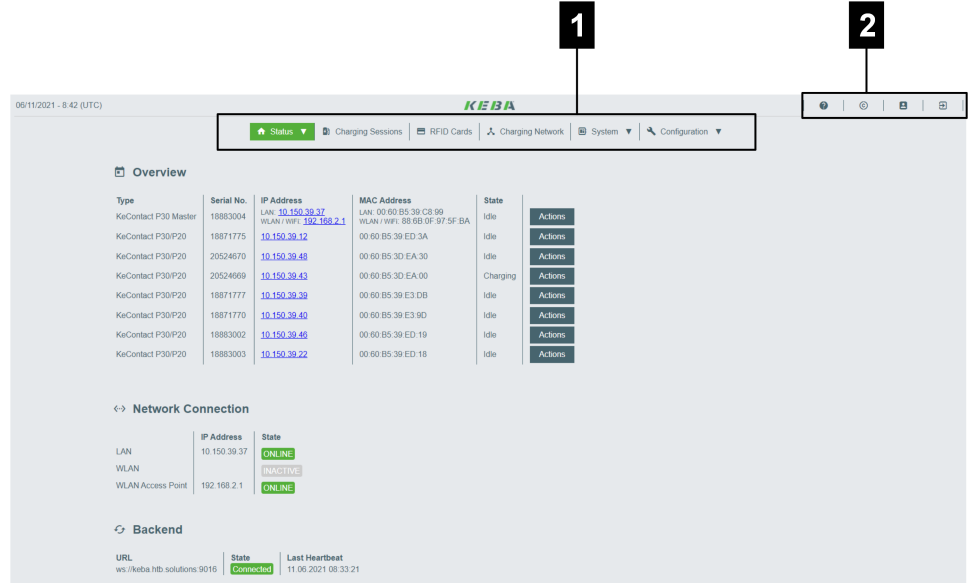 1 2
06/11/2021 - 8:42 (UTC) KEBA
Status ▼ Charging Sessions RFID Cards Charging Network System ▼ Configuration ▼
Overview
Type Serial No. IP Address MAC Address State
KeContact P30 Master 18883004 LAN: 10.150.39.37 LAN: 00:60:B5:39:C8:99 Idle Actions
WLAN / WiFi: 192.168.2.1 WLAN / WiFi: 88:6B:0F:97:5F:BA
KeContact P30/P20 18871775 10.150.39.12 00:60:B5:39:ED:3A Idle Actions
KeContact P30/P20 20524670 10.150.39.48 00:60:B5:3D:EA:30 Idle Actions
KeContact P30/P20 20524669 10.150.39.43 00:60:B5:3D:EA:00 Charging Actions
KeContact P30/P20 18871777 10.150.39.39 00:60:B5:39:E3:DB Idle Actions
KeContact P30/P20 18871770 10.150.39.40 00:60:B5:39:E3:9D Idle Actions
KeContact P30/P20 18883002 10.150.39.46 00:60:B5:39:ED:19 Idle Actions
KeContact P30/P20 18883003 10.150.39.22 00:60:B5:39:ED:18 Idle Actions
Network Connection
IP Address State
LAN 10.150.39.37 ONLINE
WLAN INACTIVE
WLAN Access Point 192.168.2.1 ONLINE
Backend
URL State Last Heartbeat
ws://keba.htb.solutions:9016 Connected 11.06.2021 08:33:21